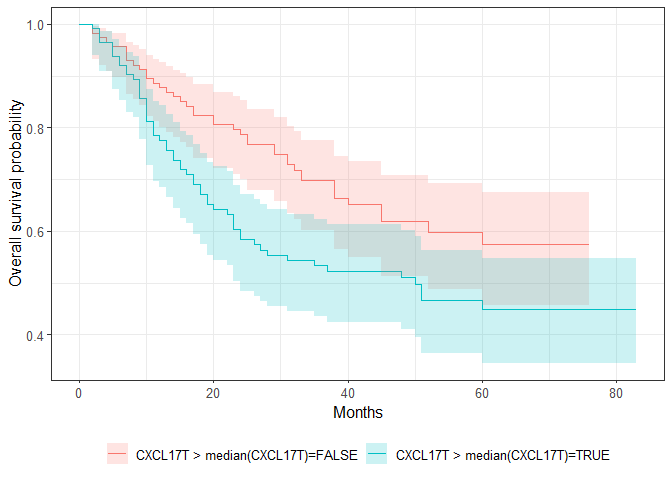 1.0
0.8
0.6
0.4
Overall survival probability
0 20 40 60 80
Months
CXCL17T > median(CXCL17T)=FALSE CXCL17T > median(CXCL17T)=TRUE